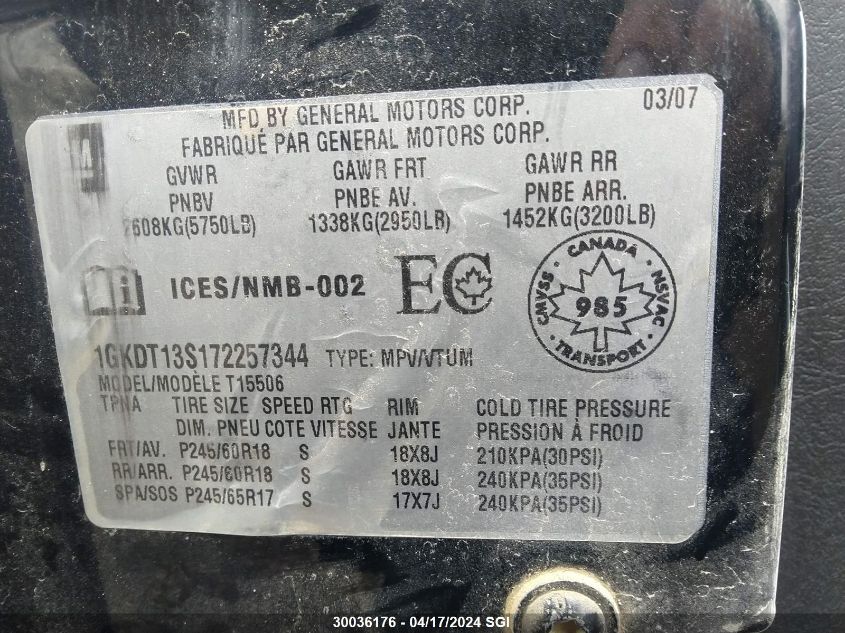 MFD BY GENERAL MOTORS CORP. 03/07
FABRIQUÉ PAR GENERAL MOTORS CORP.
GVWR GAWR FRT GAWR RR
PNBV PNBE AV. PNBE ARR.
2608KG(5750LB) 1338KG(2950LB) 1452KG(3200LB)
ICES/NMB-002 EC
CANADA
CMVSS 985 NSVAC
TRANSPORT
1GKDT13S172257344 TYPE: MPV/VTUM
MODEL/MODÈLE T15506
TPNA TIRE SIZE SPEED RTG RIM COLD TIRE PRESSURE
DIM. PNEU COTE VITESSE JANTE PRESSION À FROID
FRT/AV. P245/60R18 S 18X8J 210KPA(30PSI)
RR/ARR. P245/60R18 S 18X8J 240KPA(35PSI)
SPA/SOS P245/65R17 S 17X7J 240KPA(35PSI)
30036176 - 04/17/2024 SGI